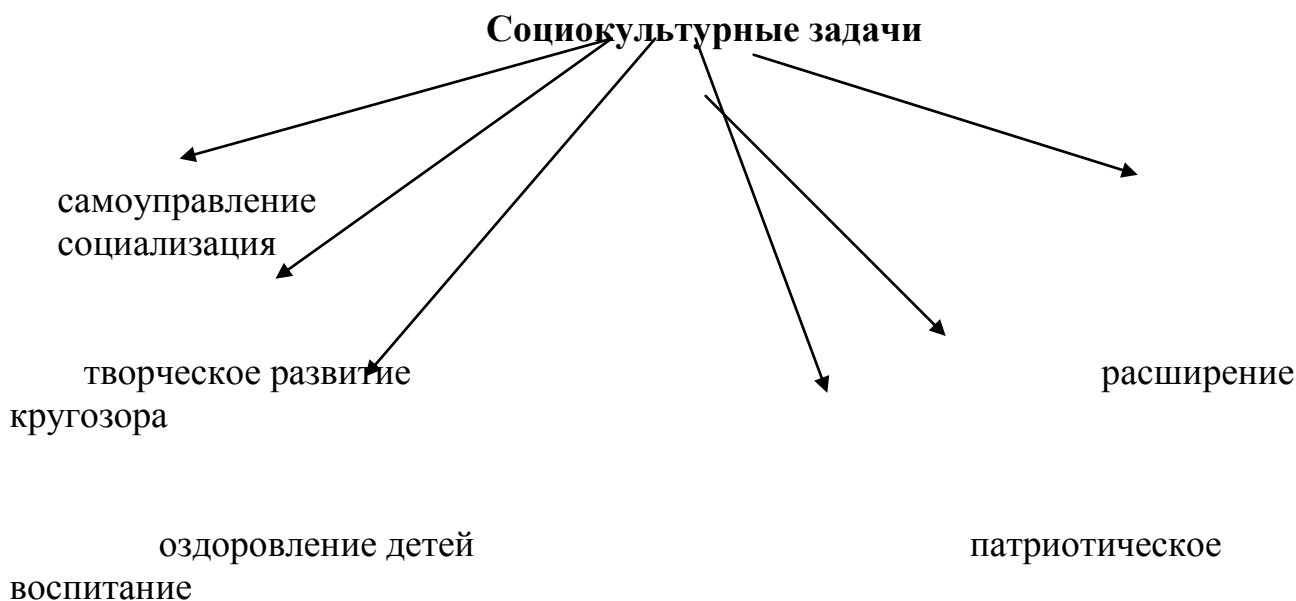 Социокультурные задачи
самоуправление
социализация
творческое развитие расширение
кругозора
оздоровление детей патриотическое
воспитание